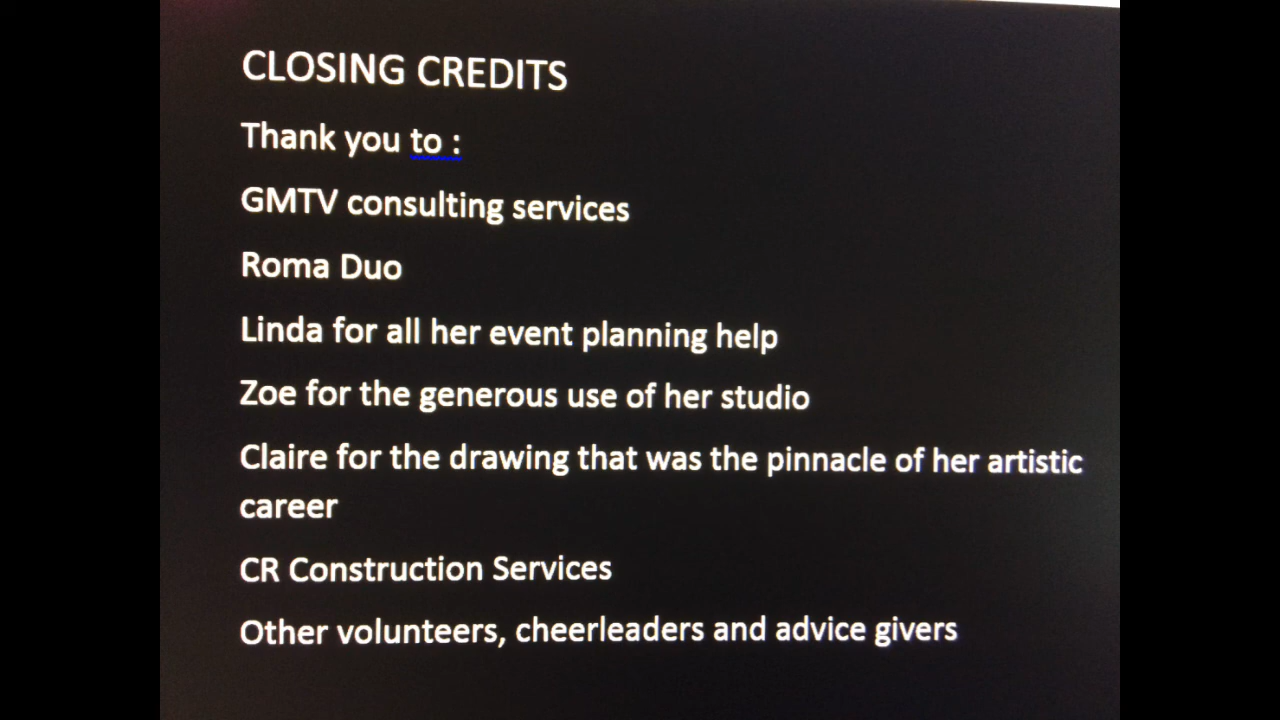 CLOSING CREDITS
Thank you to :
GMTV consulting services
Roma Duo
Linda for all her event planning help
Zoe for the generous use of her studio
Claire for the drawing that was the pinnacle of her artistic
career
CR Construction Services
Other volunteers, cheerleaders and advice givers